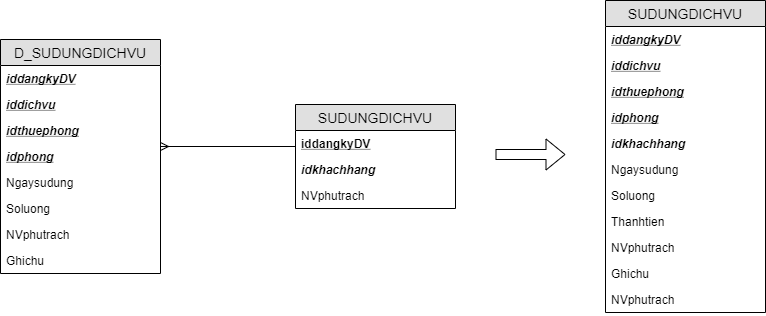 D_SUDUNGDICHVU
iddangkyDV
iddichvu
idthuephong
idphong
Ngaysudung
Soluong
NVphutrach
Ghichu
SUDUNGDICHVU
iddangkyDV
idkhachhang
NVphutrach
SUDUNGDICHVU
iddangkyDV
iddichvu
idthuephong
idphong
idkhachhang
Ngaysudung
Soluong
Thanhtien
NVphutrach
Ghichu
NVphutrach